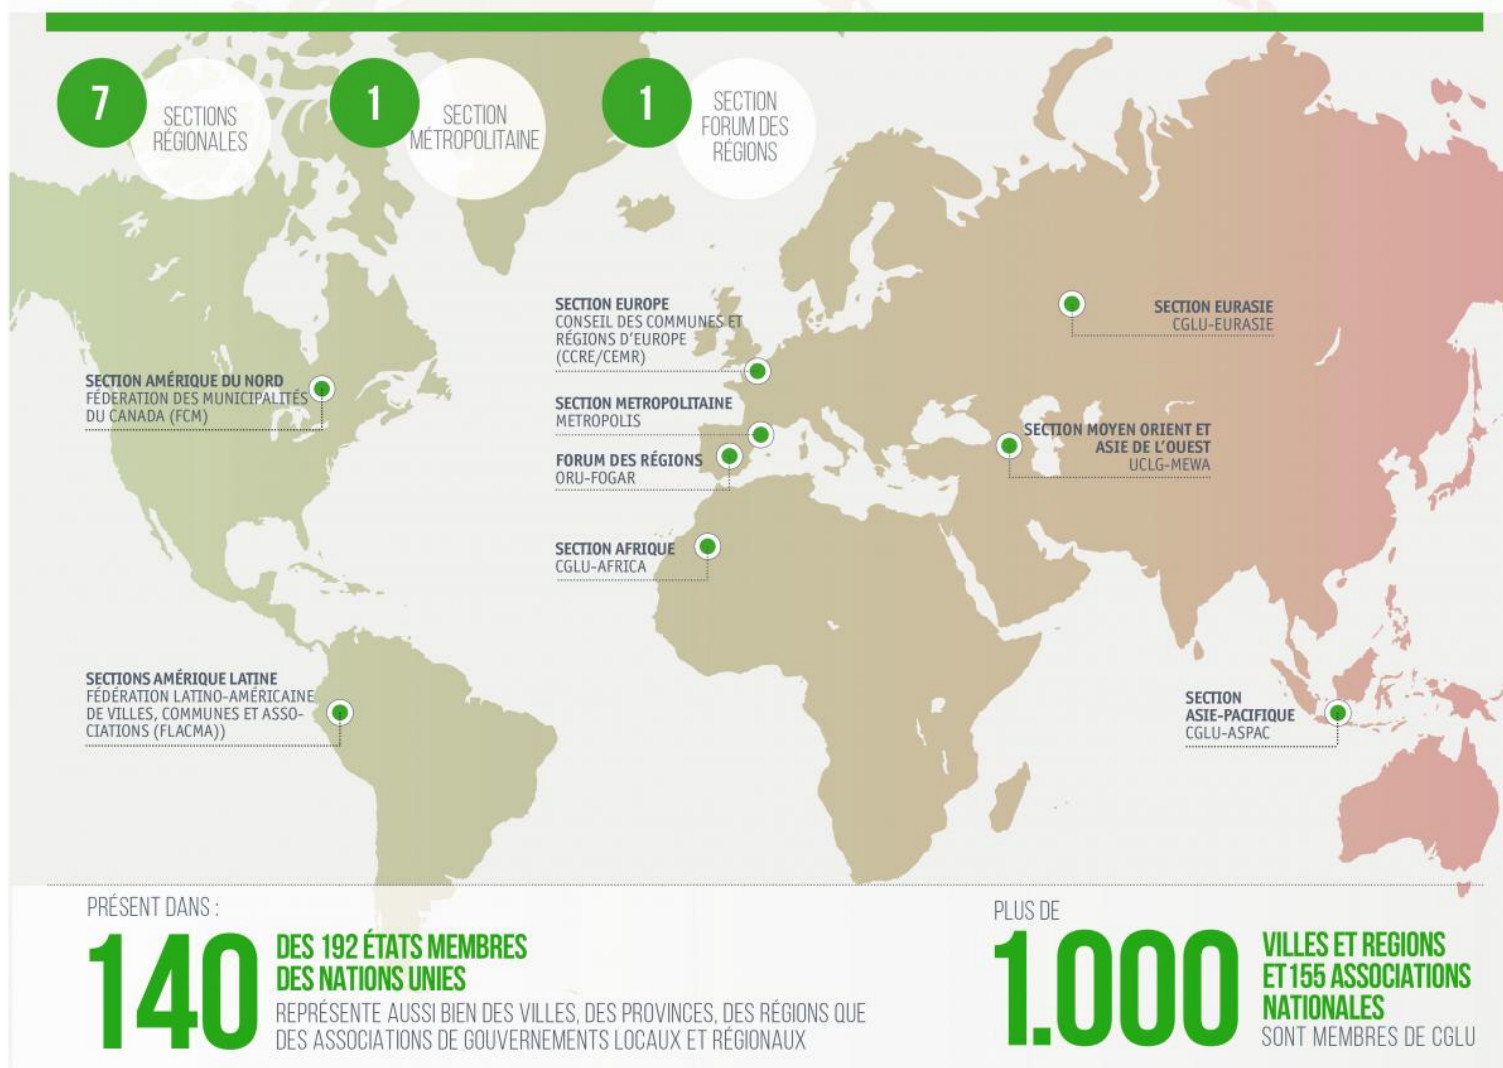 7
SECTIONS
RÉGIONALES
1
SECTION
MÉTROPOLITAINE
1
SECTION
FORUM DES
RÉGIONS
SECTION EUROPE
CONSEIL DES COMMUNES ET
RÉGIONS D'EUROPE
(CCRE/CEMR)
SECTION EURASIE
CGLU-EURASIE
SECTION AMÉRIQUE DU NORD
FÉDERATION DES MUNICIPALITÉS
DU CANADA (FCM)
SECTION METROPOLITAINE
METROPOLIS
SECTION MOYEN ORIENT ET
ASIE DE L'OUEST
UCLG-MEWA
FORUM DES RÉGIONS
ORU-FOGAR
SECTION AFRIQUE
CGLU-AFRICA
SECTIONS AMÉRIQUE LATINE
FÉDÉRATION LATINO-AMÉRICAINE
DE VILLES, COMMUNES ET ASSO-
CIATIONS (FLACMA))
SECTION
ASIE-PACIFIQUE
CGLU-ASPAC
PRÉSENT DANS :
140
DES 192 ÉTATS MEMBRES
DES NATIONS UNIES
REPRÉSENTE AUSSI BIEN DES VILLES, DES PROVINCES, DES RÉGIONS QUE
DES ASSOCIATIONS DE GOUVERNEMENTS LOCAUX ET RÉGIONAUX
PLUS DE
1.000
VILLES ET REGIONS
ET 155 ASSOCIATIONS
NATIONALES
SONT MEMBRES DE CGLU